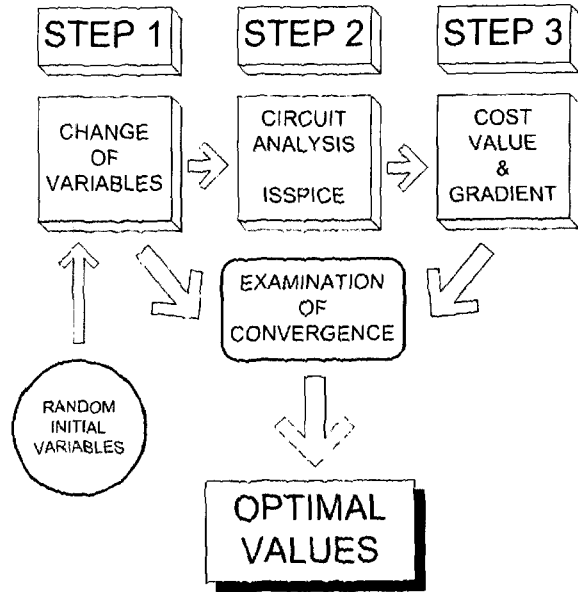 STEP 1
STEP 2
STEP 3
CHANGE
OF
VARIABLES
CIRCUIT
ANALYSIS
ISSPICE
COST
VALUE
&
GRADIENT
EXAMINATION
OF
CONVERGENCE
RANDOM
INITIAL
VARIABLES
OPTIMAL
VALUES